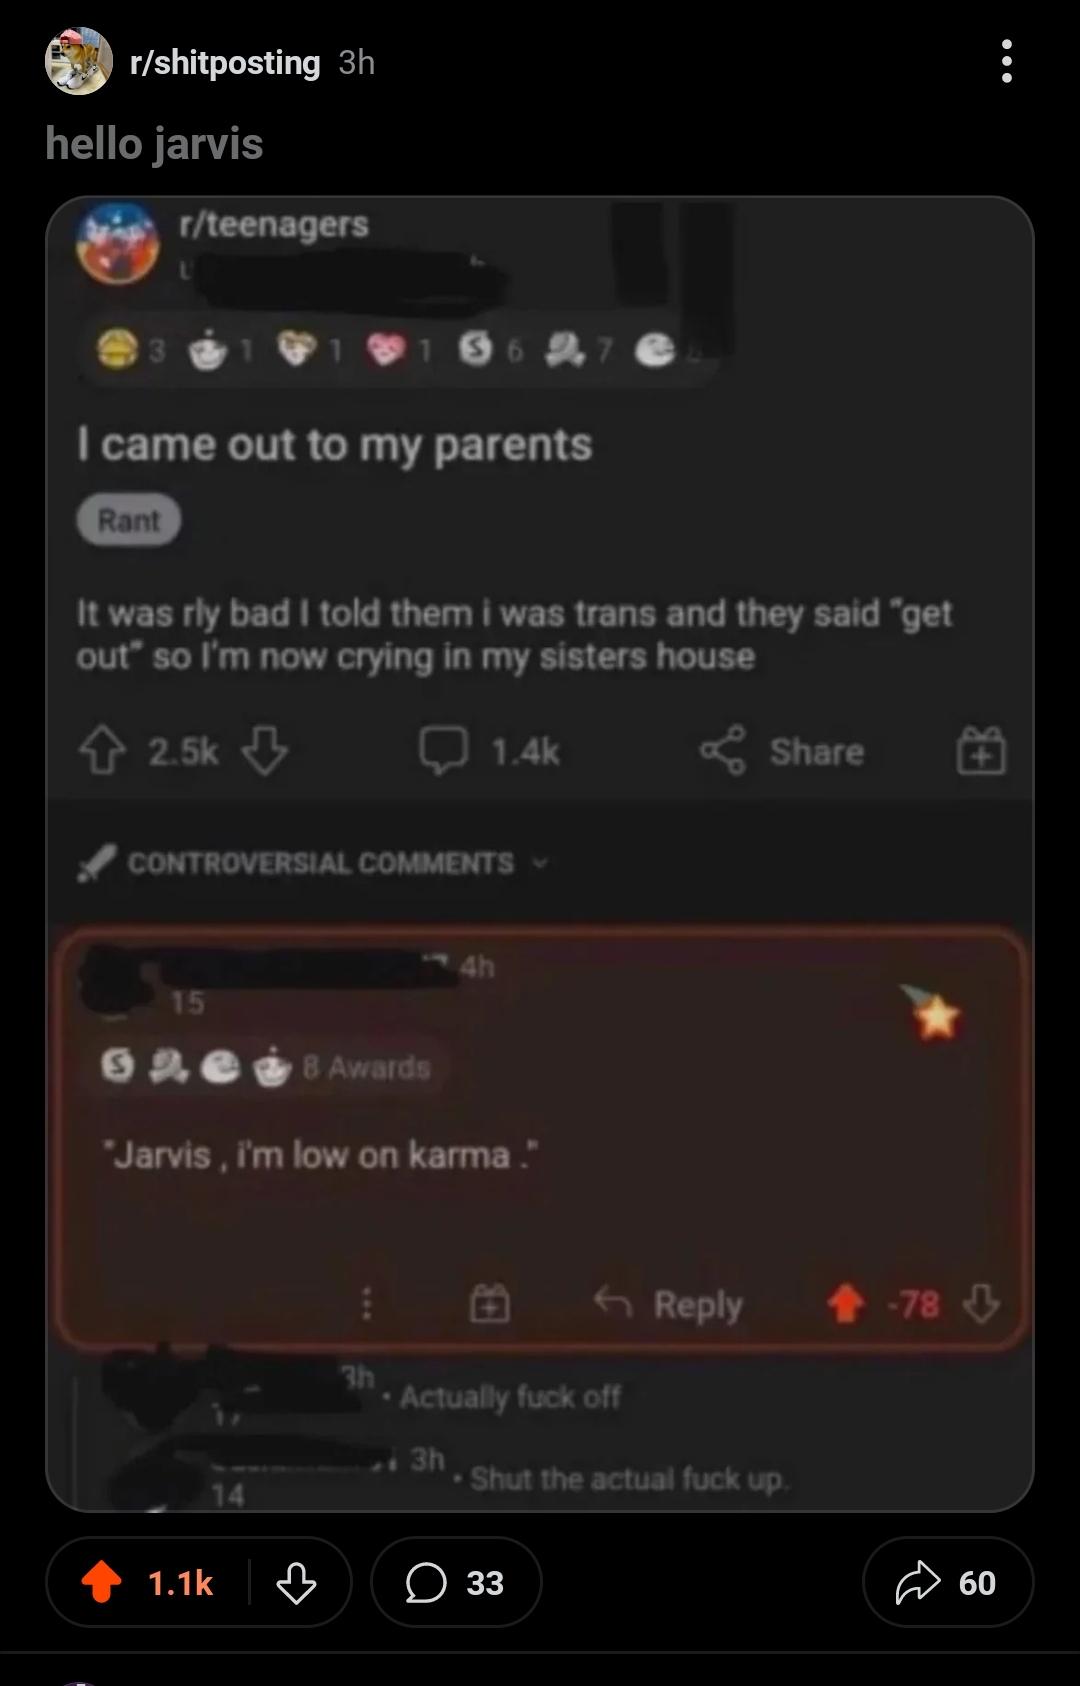 r/shitposting 3h
hello jarvis
r/teenagers
3 1 1 1 6 7
I came out to my parents
Rant
It was rly bad I told them i was trans and they said "get
out" so I'm now crying in my sisters house
2.5k 1.4k Share
CONTROVERSIAL COMMENTS
4h
15
8 Awards
"Jarvis , i'm low on karma ."
Reply -78
3h • Actually fuck off
17
3h • Shut the actual fuck up.
14
1.1k 33 60